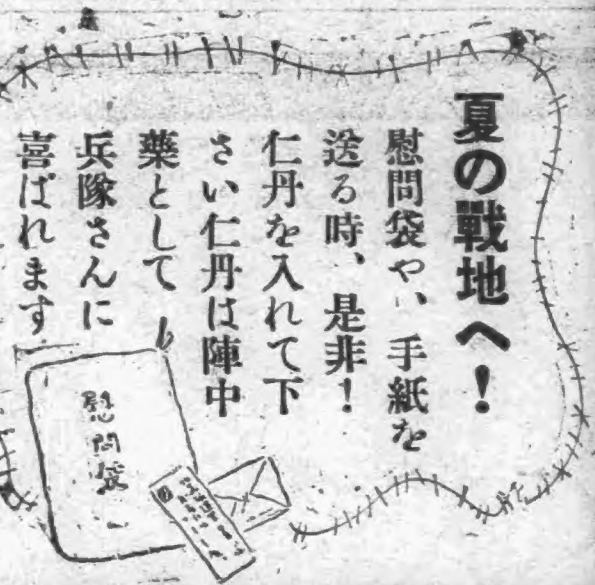 夏の戰地へ！
慰問袋や、手紙を
送る時、是非！
仁丹を入れて下
さい仁丹は陣中
藥として
兵隊さんに
喜ばれます
慰問袋